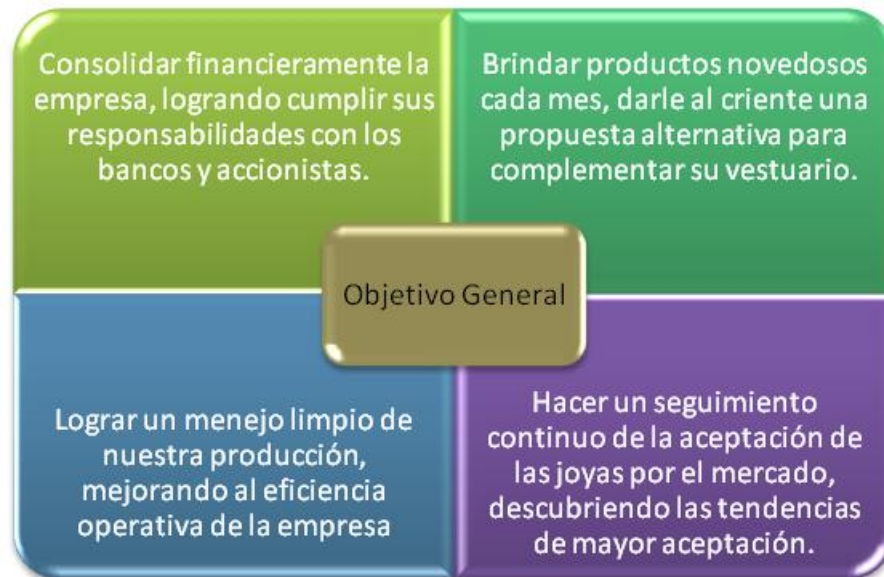 Consolidar financieramente la
empresa, logrando cumplir sus
responsabilidades con los
bancos y accionistas.
Brindar productos novedosos
cada mes, darle al criente una
propuesta alternativa para
complementar su vestuario.
Objetivo General
Lograr un menejo limpio de
nuestra producción,
mejorando al eficiencia
operativa de la empresa
Hacer un seguimiento
continuo de la aceptación de
las joyas por el mercado,
descubriendo las tendencias
de mayor aceptación.